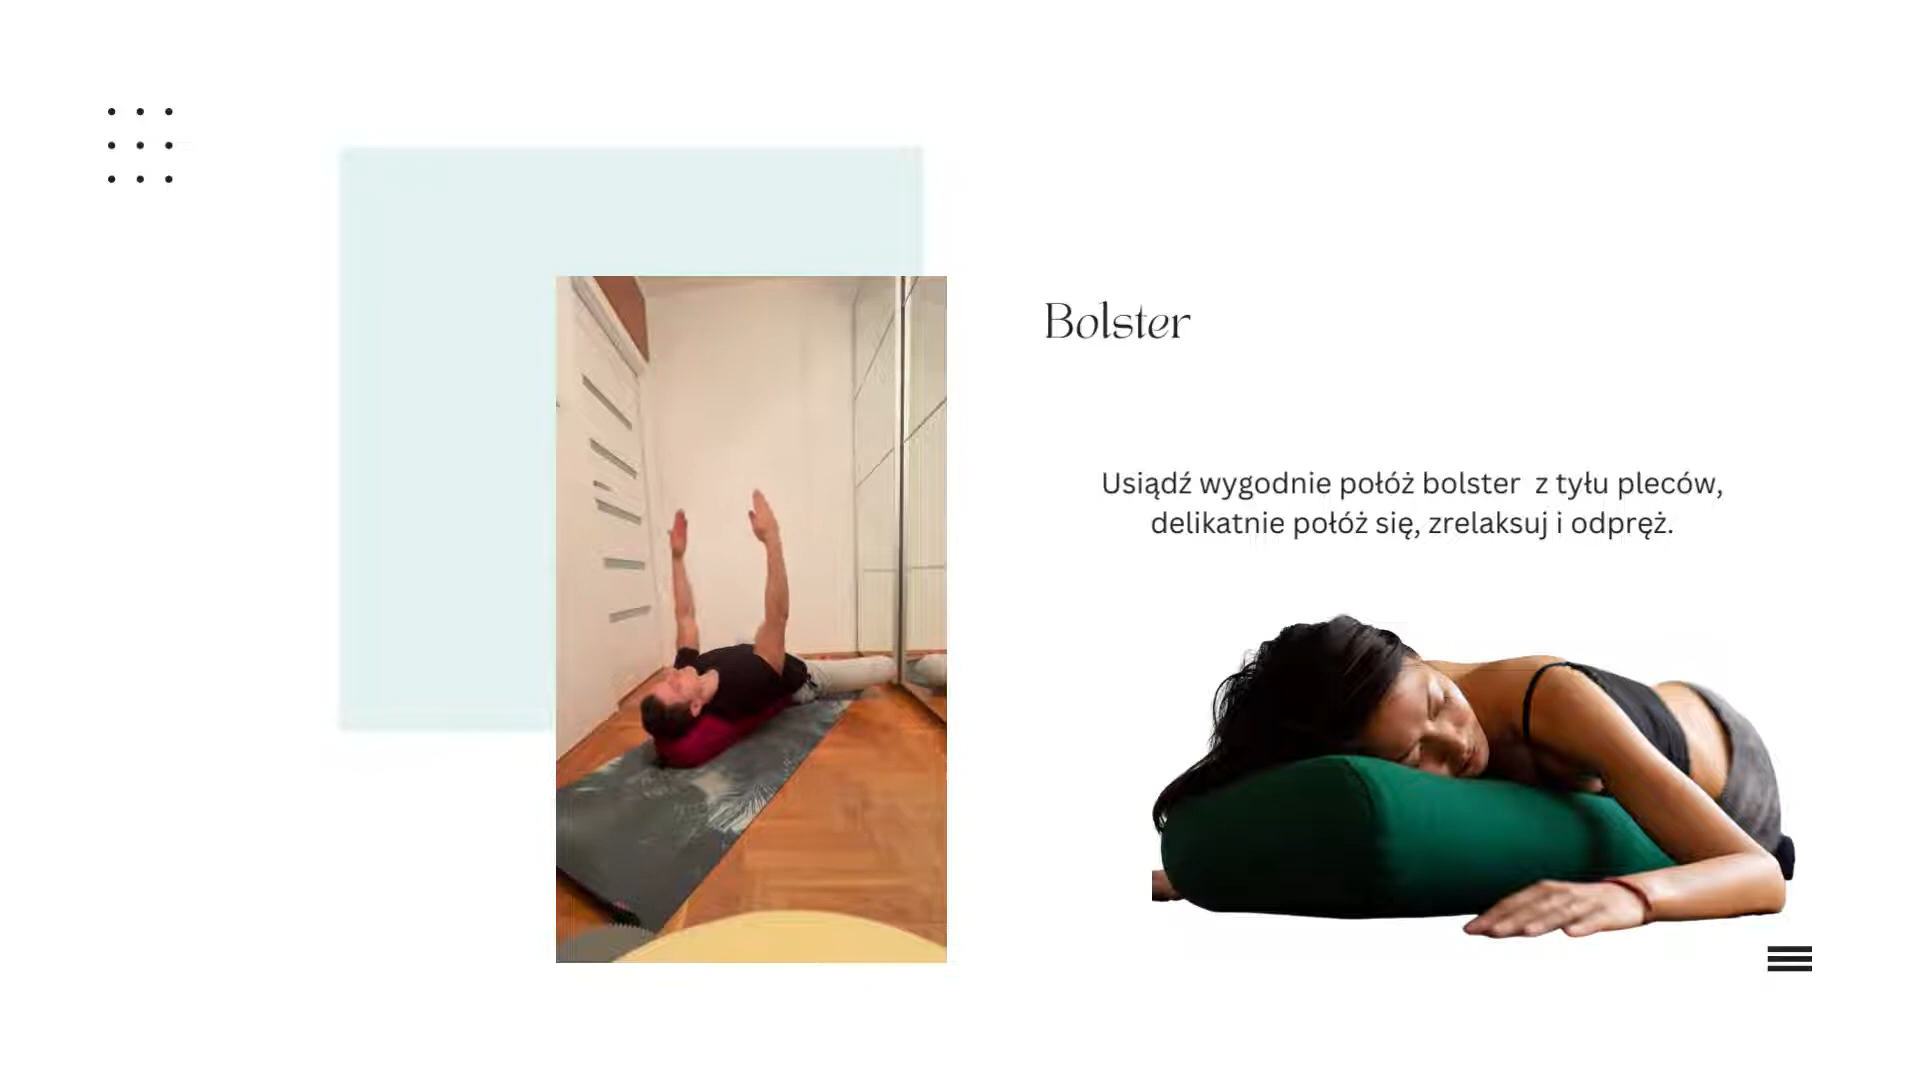 Bolster
Usiądź wygodnie połóż bolster  z tyłu pleców,
delikatnie połóż się, zrelaksuj i odpręż.